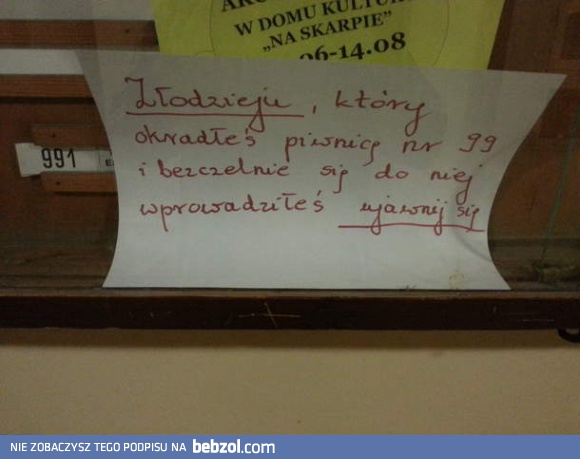 W DOMU KULTUR
„NA SKARPIE”
06-14.08
991
Złodzieju, który
okradłeś piwnicę nr 99
i bezczelnie się do niej
wprowadziłeś ujawnij się
NIE ZOBACZYSZ TEGO PODPISU NA bebzol.com